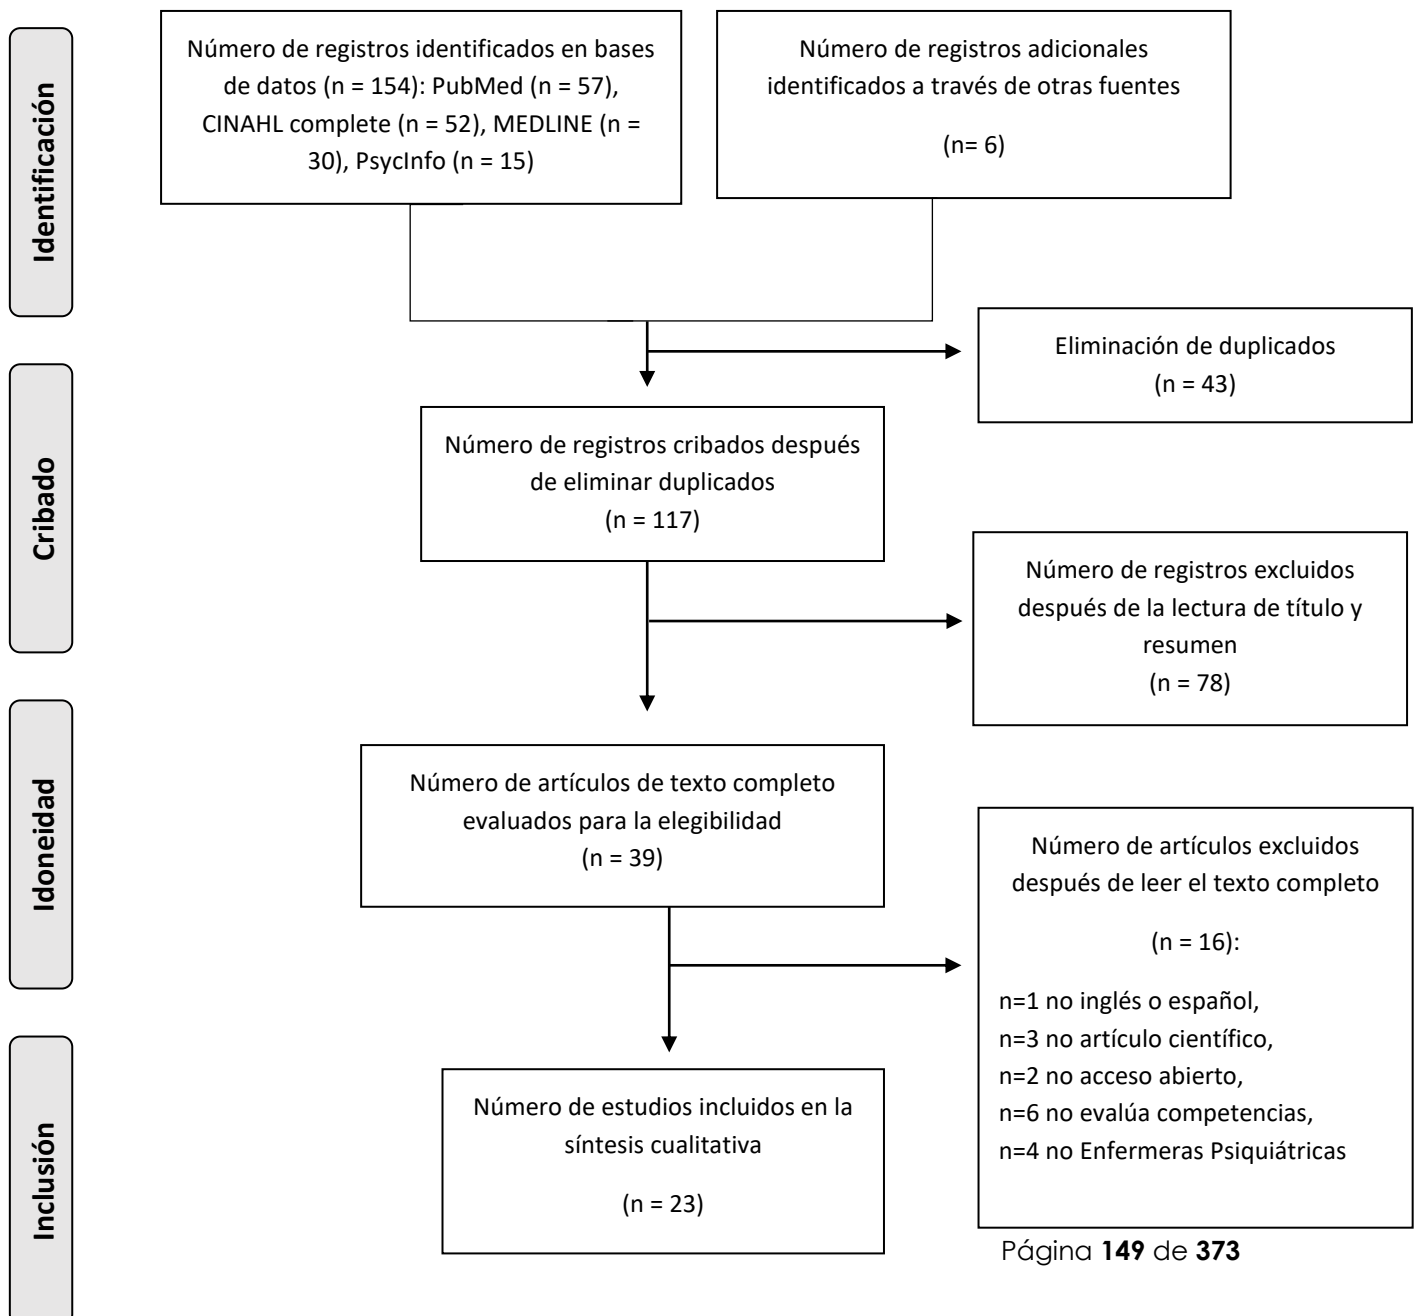 Identificación
Número de registros identificados en bases
de datos (n = 154): PubMed (n = 57),
CINAHL complete (n = 52), MEDLINE (n =
30), PsycInfo (n = 15)
Número de registros adicionales
identificados a través de otras fuentes
(n= 6)
Eliminación de duplicados
(n = 43)
Cribado
Número de registros cribados después
de eliminar duplicados
(n = 117)
Número de registros excluidos
después de la lectura de título y
resumen
(n = 78)
Idoneidad
Número de artículos de texto completo
evaluados para la elegibilidad
(n = 39)
Número de artículos excluidos
después de leer el texto completo
(n = 16):
n=1 no inglés o español,
n=3 no artículo científico,
n=2 no acceso abierto,
n=6 no evalúa competencias,
n=4 no Enfermeras Psiquiátricas
Inclusión
Número de estudios incluidos en la
síntesis cualitativa
(n = 23)
Página 149 de 373